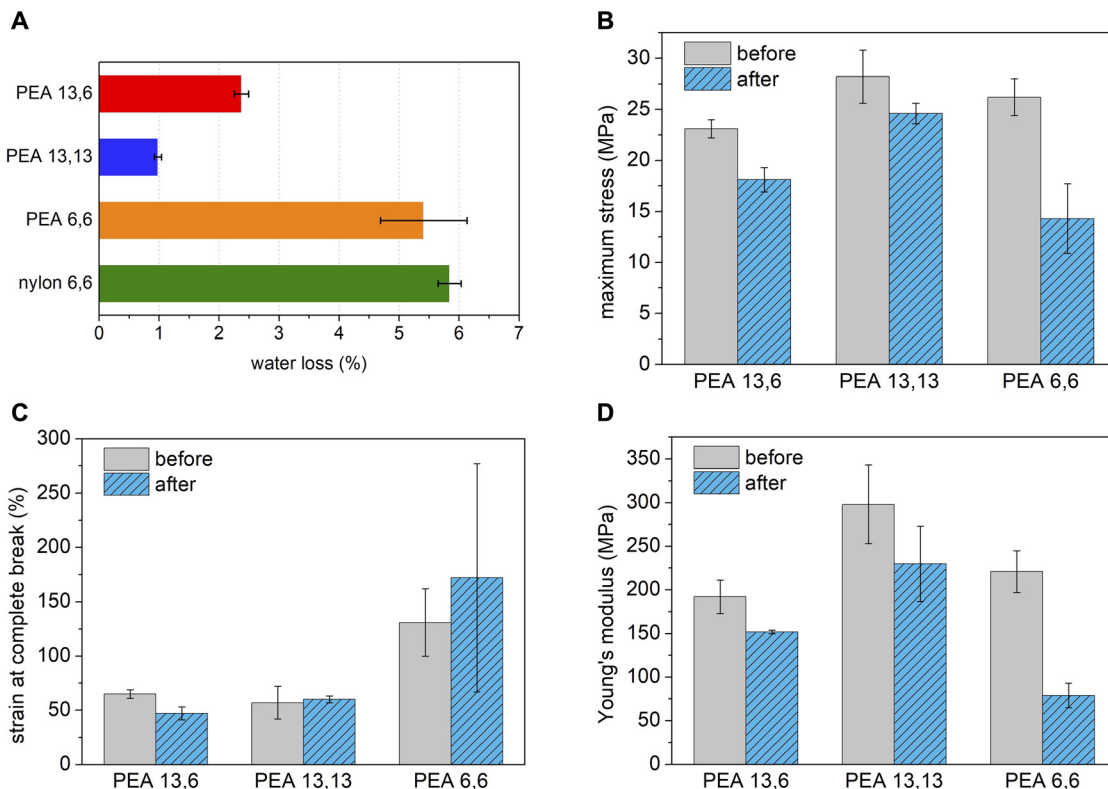 A
PEA 13,6
PEA 13,13
PEA 6,6
nylon 6,6
0 1 2 3 4 5 6 7
water loss (%)
B
before
after
maximum stress (MPa)
30
25
20
15
10
5
0
PEA 13,6 PEA 13,13 PEA 6,6
C
before
after
strain at complete break (%)
300
250
200
150
100
50
0
PEA 13,6 PEA 13,13 PEA 6,6
D
before
after
Young's modulus (MPa)
350
300
250
200
150
100
50
0
PEA 13,6 PEA 13,13 PEA 6,6